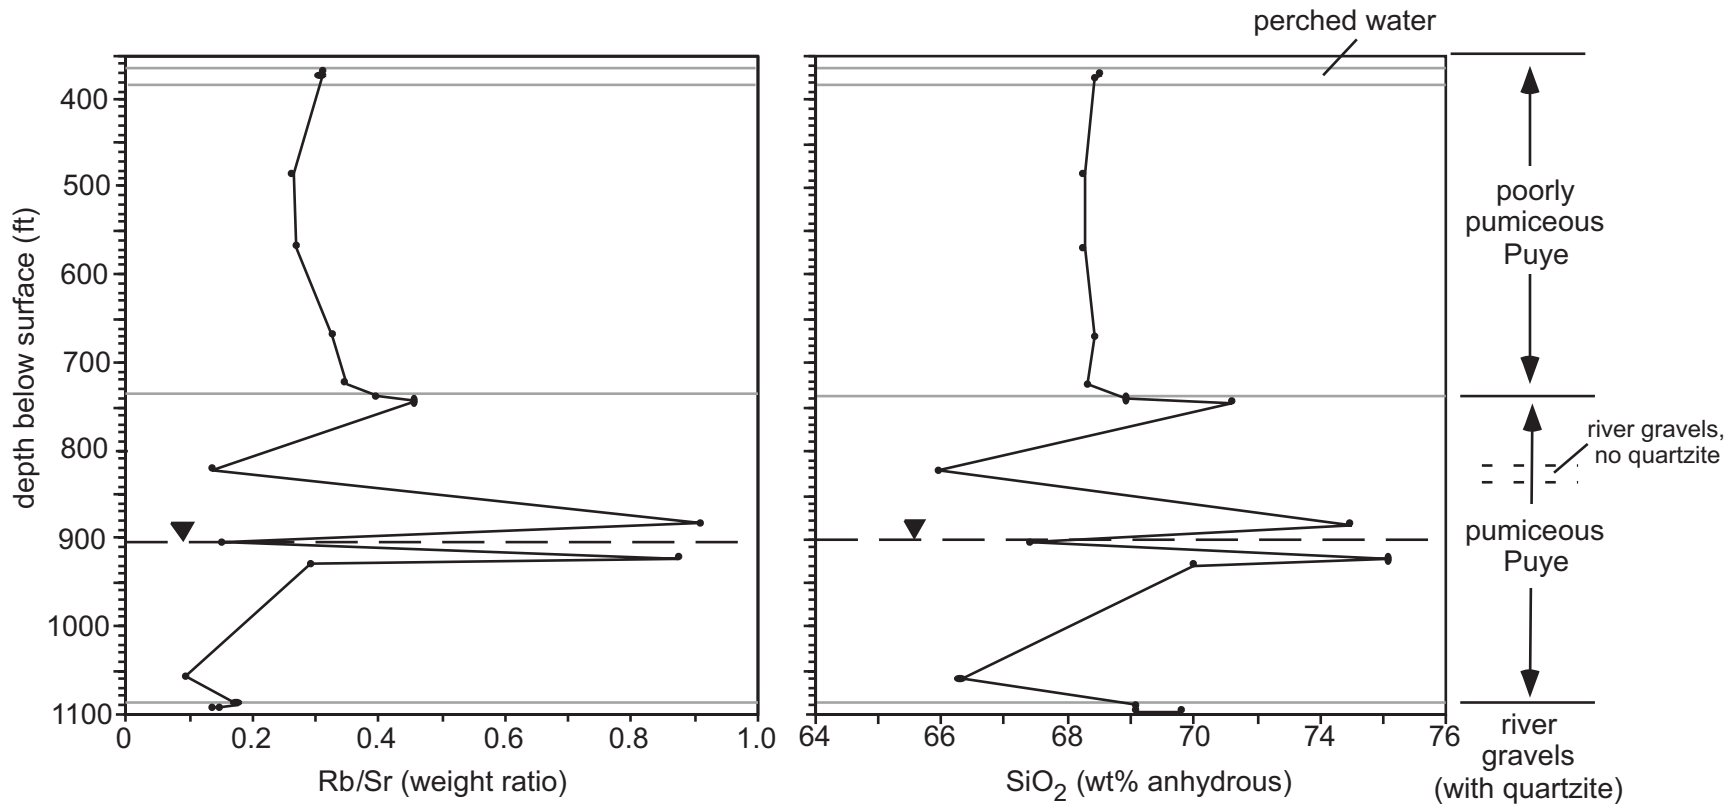 perched water
depth below surface (ft)
400
500
600
700
800
900
1000
1100
0
0.2
0.4
0.6
0.8
1.0
Rb/Sr (weight ratio)
64
66
68
70
74
76
SiO2 (wt% anhydrous)
poorly
pumiceous
Puye
river gravels,
no quartzite
pumiceous
Puye
river
gravels
(with quartzite)